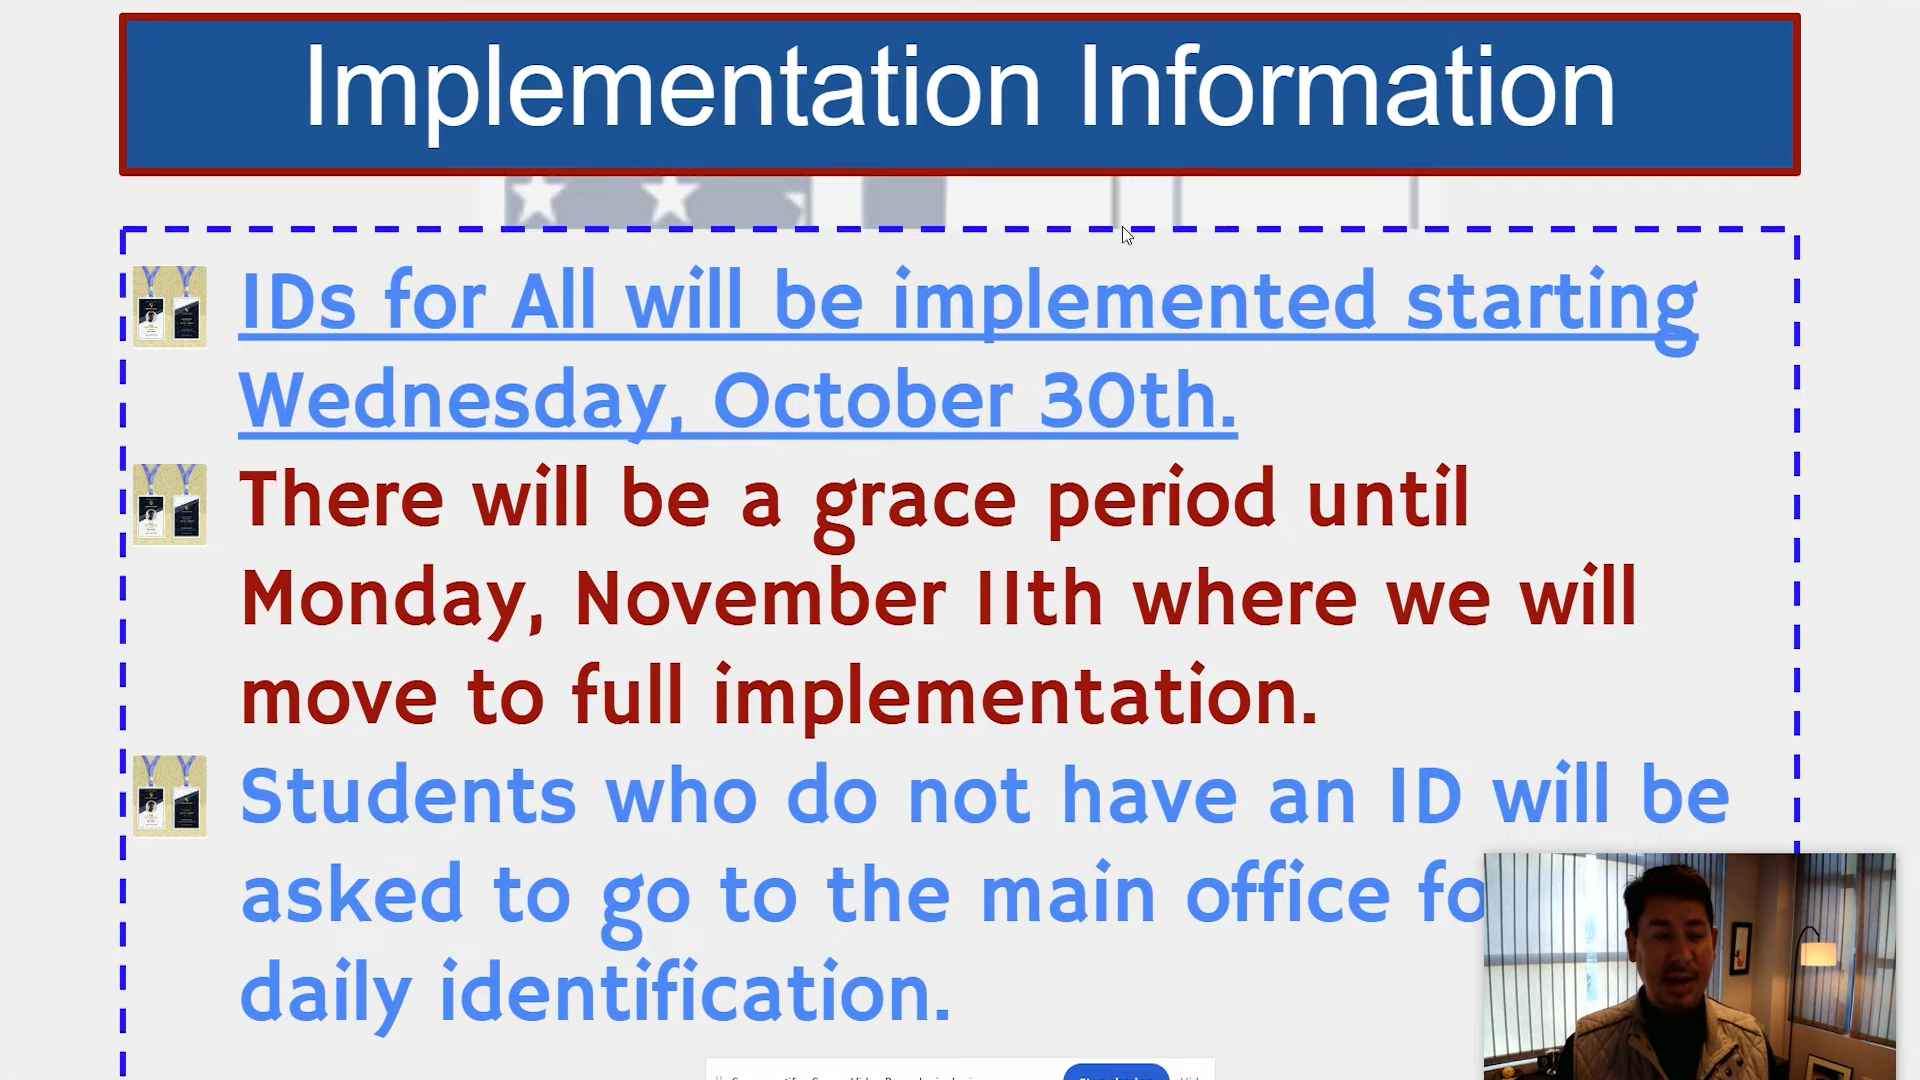 Implementation Information
IDs for All will be implemented starting
Wednesday, October 30th.
There will be a grace period until
Monday, November 11th where we will
move to full implementation.
Students who do not have an ID will be
asked to go to the main office
daily identification.